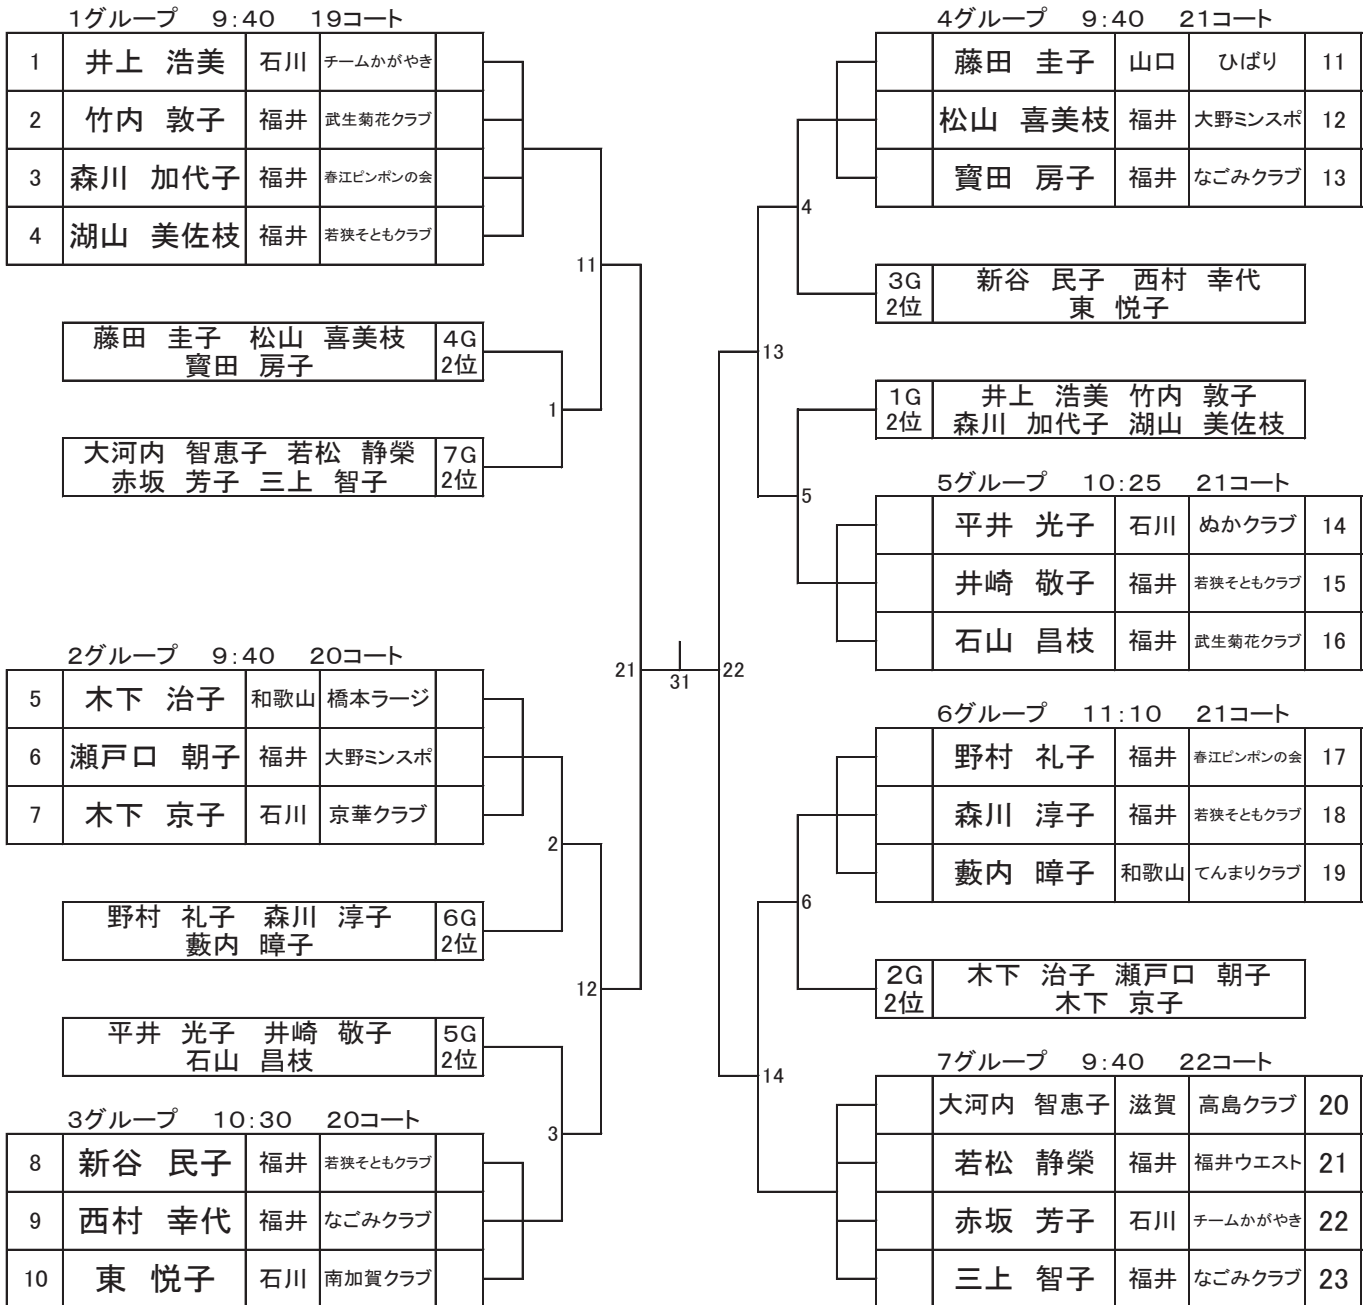 1グループ 9:40 19コート
1 井上 浩美 石川 チームかがやき
2 竹内 敦子 福井 武生菊花クラブ
3 森川 加代子 福井 春江ピンポンの会
4 湖山 美佐枝 福井 若狭そともクラブ
11
藤田 圭子 松山 喜美枝 4G
寳田 房子 2位
1
大河内 智恵子 若松 静榮 7G
赤坂 芳子 三上 智子 2位
21
2グループ 9:40 20コート
5 木下 治子 和歌山 橋本ラージ
6 瀬戸口 朝子 福井 大野ミンスポ
7 木下 京子 石川 京華クラブ
2
野村 礼子 森川 淳子 6G
藪内 暲子 2位
12
平井 光子 井崎 敬子 5G
石山 昌枝 2位
3グループ 10:30 20コート
3
8 新谷 民子 福井 若狭そともクラブ
9 西村 幸代 福井 なごみクラブ
10 東 悦子 石川 南加賀クラブ
31
4グループ 9:40 21コート
藤田 圭子 山口 ひばり 11
松山 喜美枝 福井 大野ミンスポ 12
寳田 房子 福井 なごみクラブ 13
4
3G 新谷 民子 西村 幸代
2位 東 悦子
13
1G 井上 浩美 竹内 敦子
2位 森川 加代子 湖山 美佐枝
5グループ 10:25 21コート
5
平井 光子 石川 ぬかクラブ 14
井崎 敬子 福井 若狭そともクラブ 15
石山 昌枝 福井 武生菊花クラブ 16
22
6グループ 11:10 21コート
野村 礼子 福井 春江ピンポンの会 17
森川 淳子 福井 若狭そともクラブ 18
藪内 暲子 和歌山 てんまりクラブ 19
6
2G 木下 治子 瀬戸口 朝子
2位 木下 京子
14
7グループ 9:40 22コート
大河内 智恵子 滋賀 高島クラブ 20
若松 静榮 福井 福井ウエスト 21
赤坂 芳子 石川 チームかがやき 22
三上 智子 福井 なごみクラブ 23